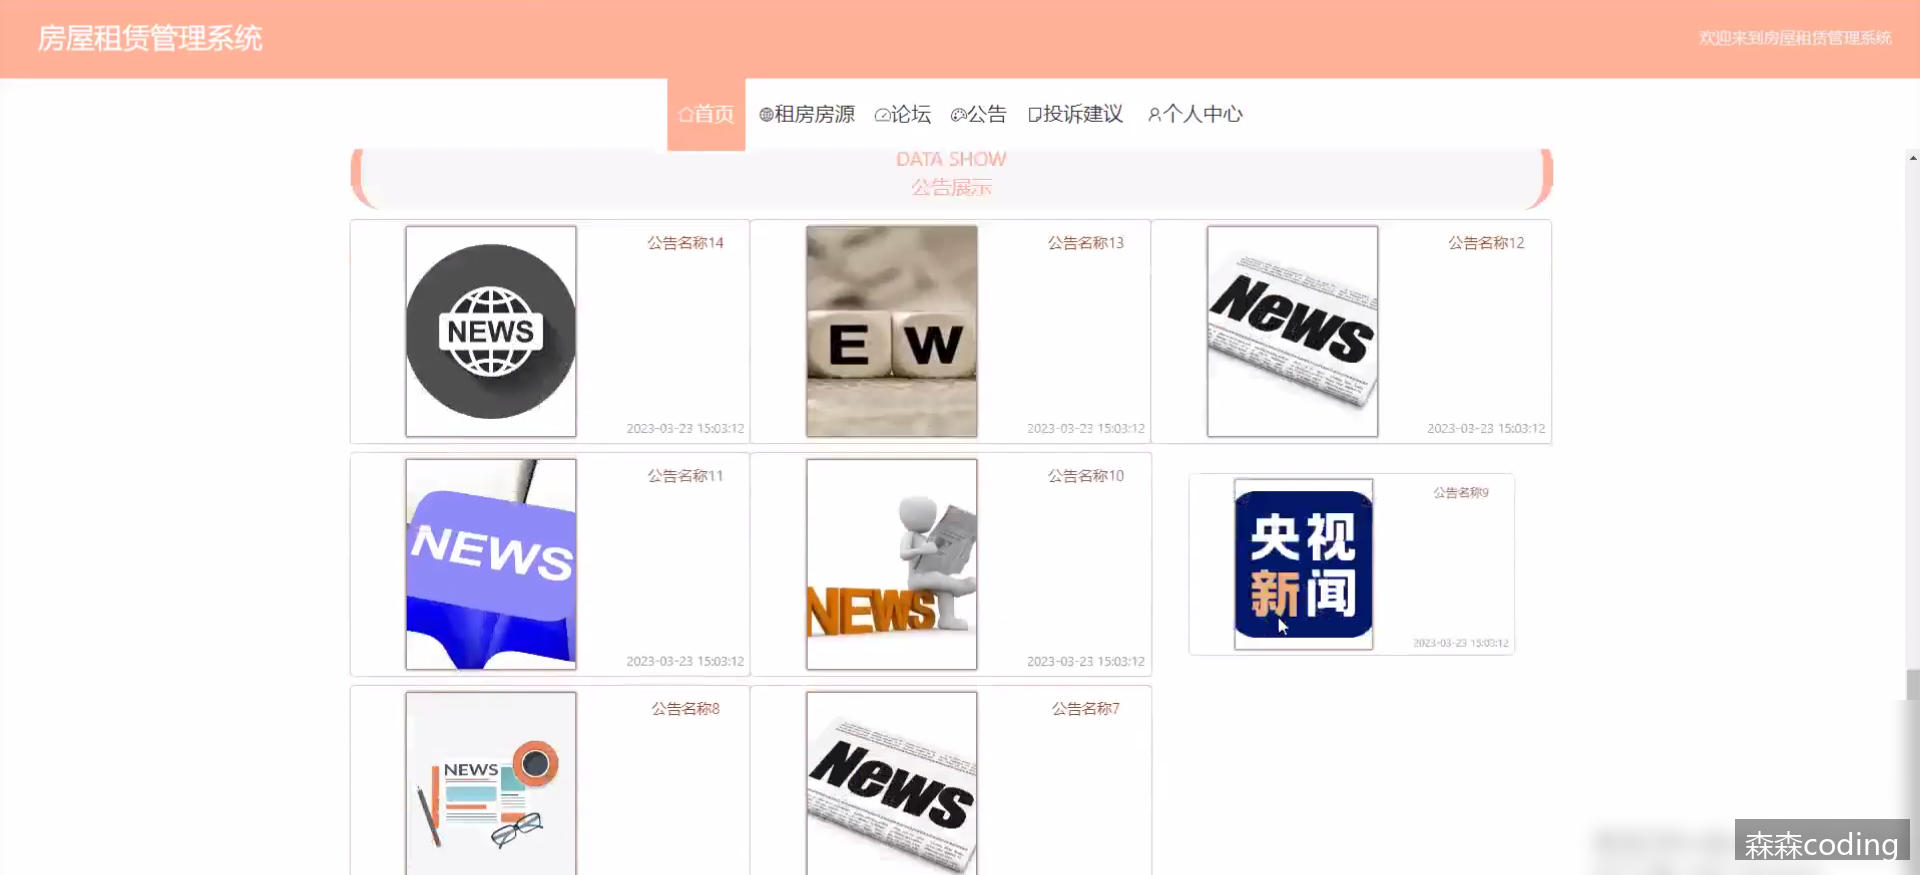 房屋租赁管理系统
欢迎来到房屋租赁管理系统
首页 租房房源 论坛 公告 投诉建议 个人中心
DATA SHOW
公告展示
NEWS
公告名称14
2023-03-23 15:03:12
EW
公告名称13
2023-03-23 15:03:12
News
公告名称12
2023-03-23 15:03:12
NEWS
公告名称11
2023-03-23 15:03:12
NEWS
公告名称10
2023-03-23 15:03:12
央视
新闻
公告名称9
2023-03-23 15:03:12
NEWS
公告名称8
News
公告名称7
森森coding